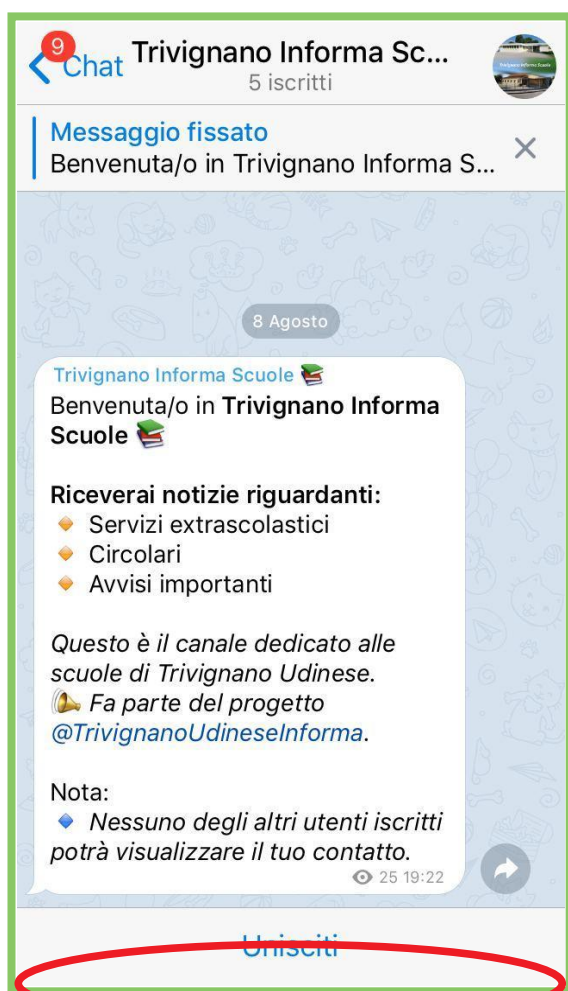 9
Chat
Trivignano Informa Sc...
5 iscritti
Messaggio fissato
Benvenuta/o in Trivignano Informa S...
8 Agosto
Trivignano Informa Scuole 📚
Benvenuta/o in Trivignano Informa
Scuole 📚
Riceverai notizie riguardanti:
🔸 Servizi extrascolastici
🔸 Circolari
🔸 Avvisi importanti
Questo è il canale dedicato alle
scuole di Trivignano Udinese.
📣 Fa parte del progetto
@TrivignanoUdineseInforma.
Nota:
🔹 Nessuno degli altri utenti iscritti
potrà visualizzare il tuo contatto.
25 19:22
Unisciti